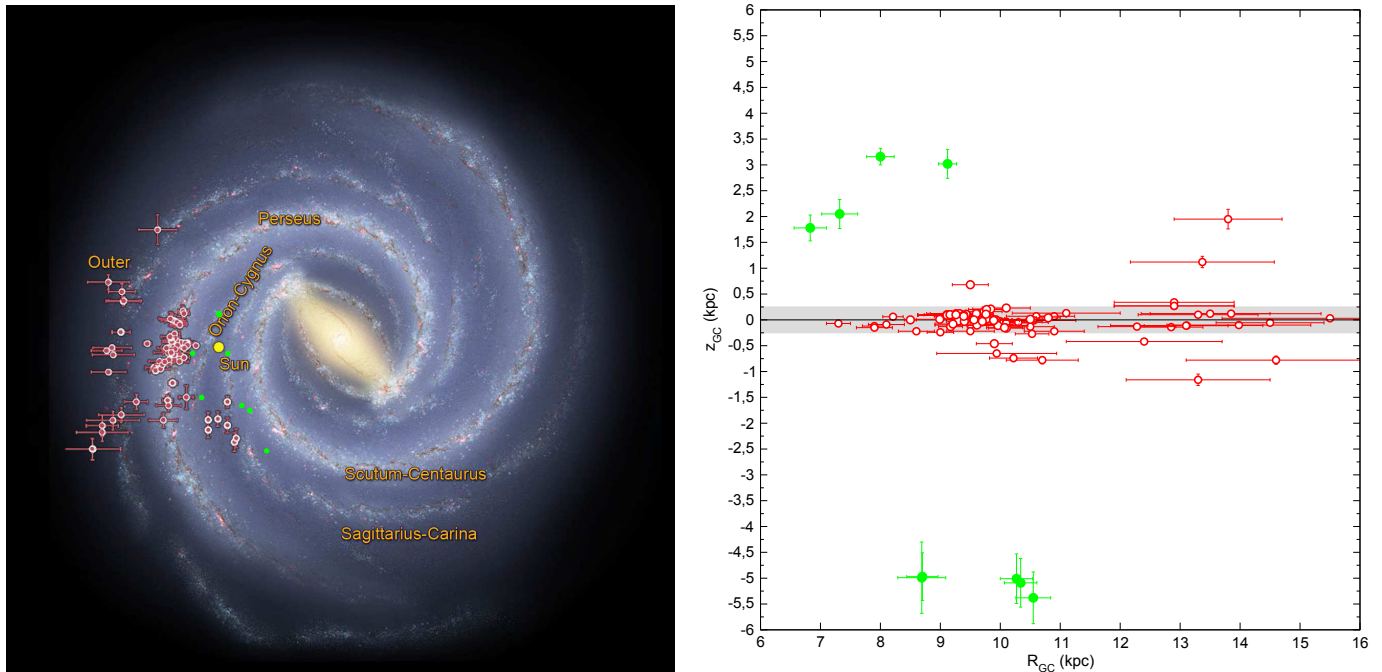 Perseus
Outer
Orion-Cygnus
Sun
Scutum-Centaurus
Sagittarius-Carina
6
5,5
5
4,5
4
3,5
3
2,5
2
1,5
1
0,5
0
-0,5
-1
-1,5
-2
-2,5
-3
-3,5
-4
-4,5
-5
-5,5
-6
z_GC (kpc)
6 7 8 9 10 11 12 13 14 15 16
R_GC (kpc)